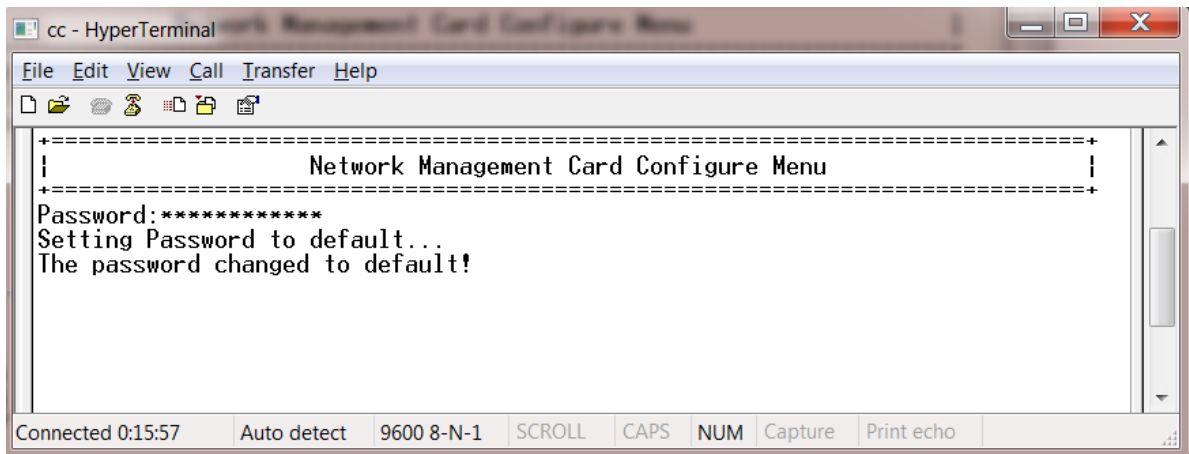 cc - HyperTerminal
File Edit View Call Transfer Help
+==============================================================================+
| Network Management Card Configure Menu |
+==============================================================================+
Password:************
Setting Password to default...
The password changed to default!
Connected 0:15:57 Auto detect 9600 8-N-1 SCROLL CAPS NUM Capture Print echo